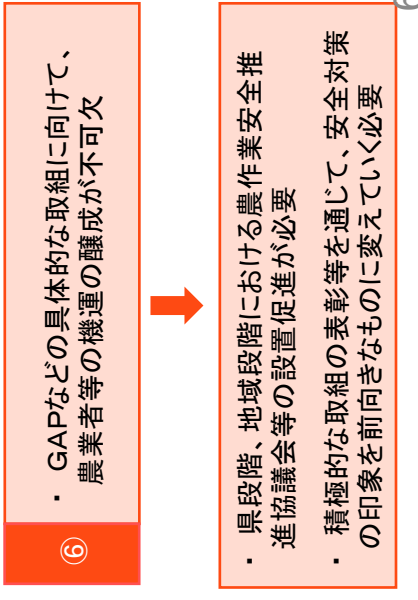 ⑥
・ GAPなどの具体的な取組に向けて、
農業者等の機運の醸成が不可欠
・ 県段階、地域段階における農作業安全推
進協議会等の設置促進が必要
・ 積極的な取組の表彰等を通じて、安全対策
の印象を前向きなものに変えていく必要